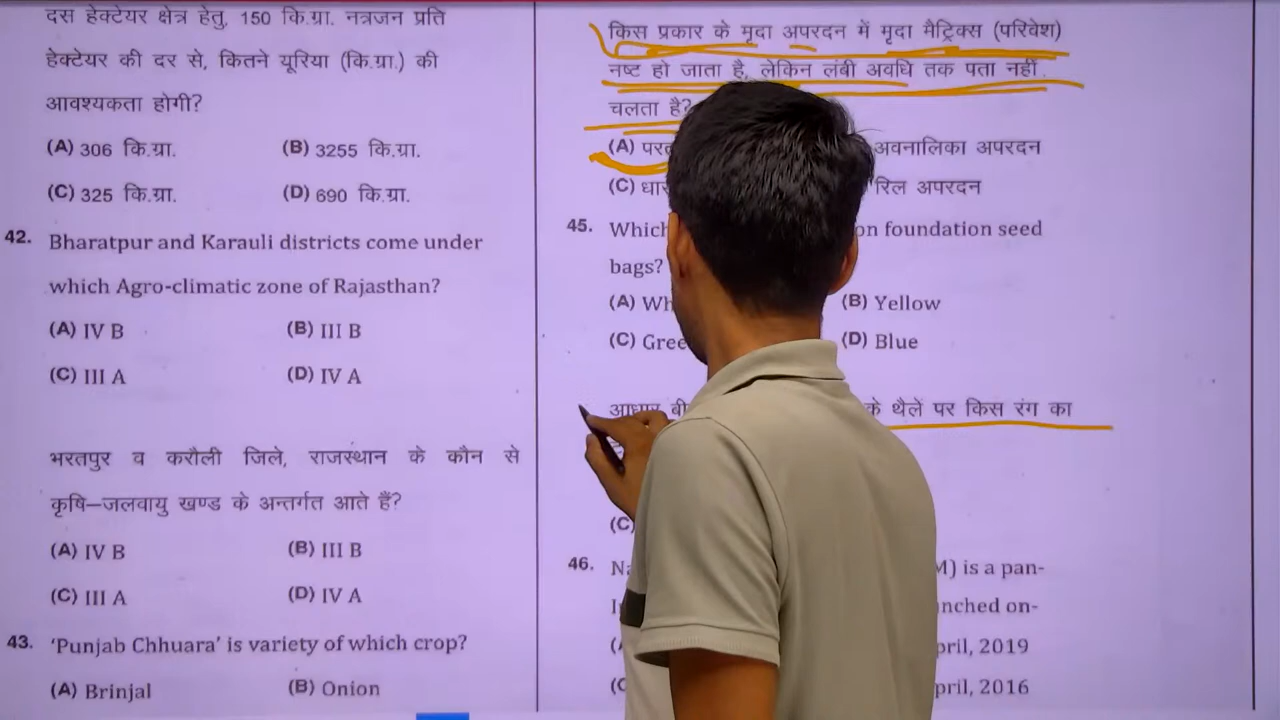 दस हेक्टेयर क्षेत्र हेतु, 150 कि.ग्रा. नत्रजन प्रति
हेक्टेयर की दर से, कितने यूरिया (कि.ग्रा.) की
आवश्यकता होगी?
(A) 306 कि.ग्रा. (B) 3255 कि.ग्रा.
(C) 325 कि.ग्रा. (D) 690 कि.ग्रा.
42. Bharatpur and Karauli districts come under
which Agro-climatic zone of Rajasthan?
(A) IV B (B) III B
(C) III A (D) IV A
भरतपुर व करौली जिले, राजस्थान के कौन से
कृषि–जलवायु खण्ड के अन्तर्गत आते हैं?
(A) IV B (B) III B
(C) III A (D) IV A
43. ‘Punjab Chhuara’ is variety of which crop?
(A) Brinjal (B) Onion
किस प्रकार के मृदा अपरदन में मृदा मैट्रिक्स (परिवेश)
नष्ट हो जाता है, लेकिन लंबी अवधि तक पता नहीं
चलता है?
(A) अवनालिका अपरदन
(C) रिल अपरदन
45. Which on foundation seed
bags?
(A) (B) Yellow
(C) (D) Blue
आधार के थैले पर किस रंग का
(C)
46. is a pan-
on-
2019
2016